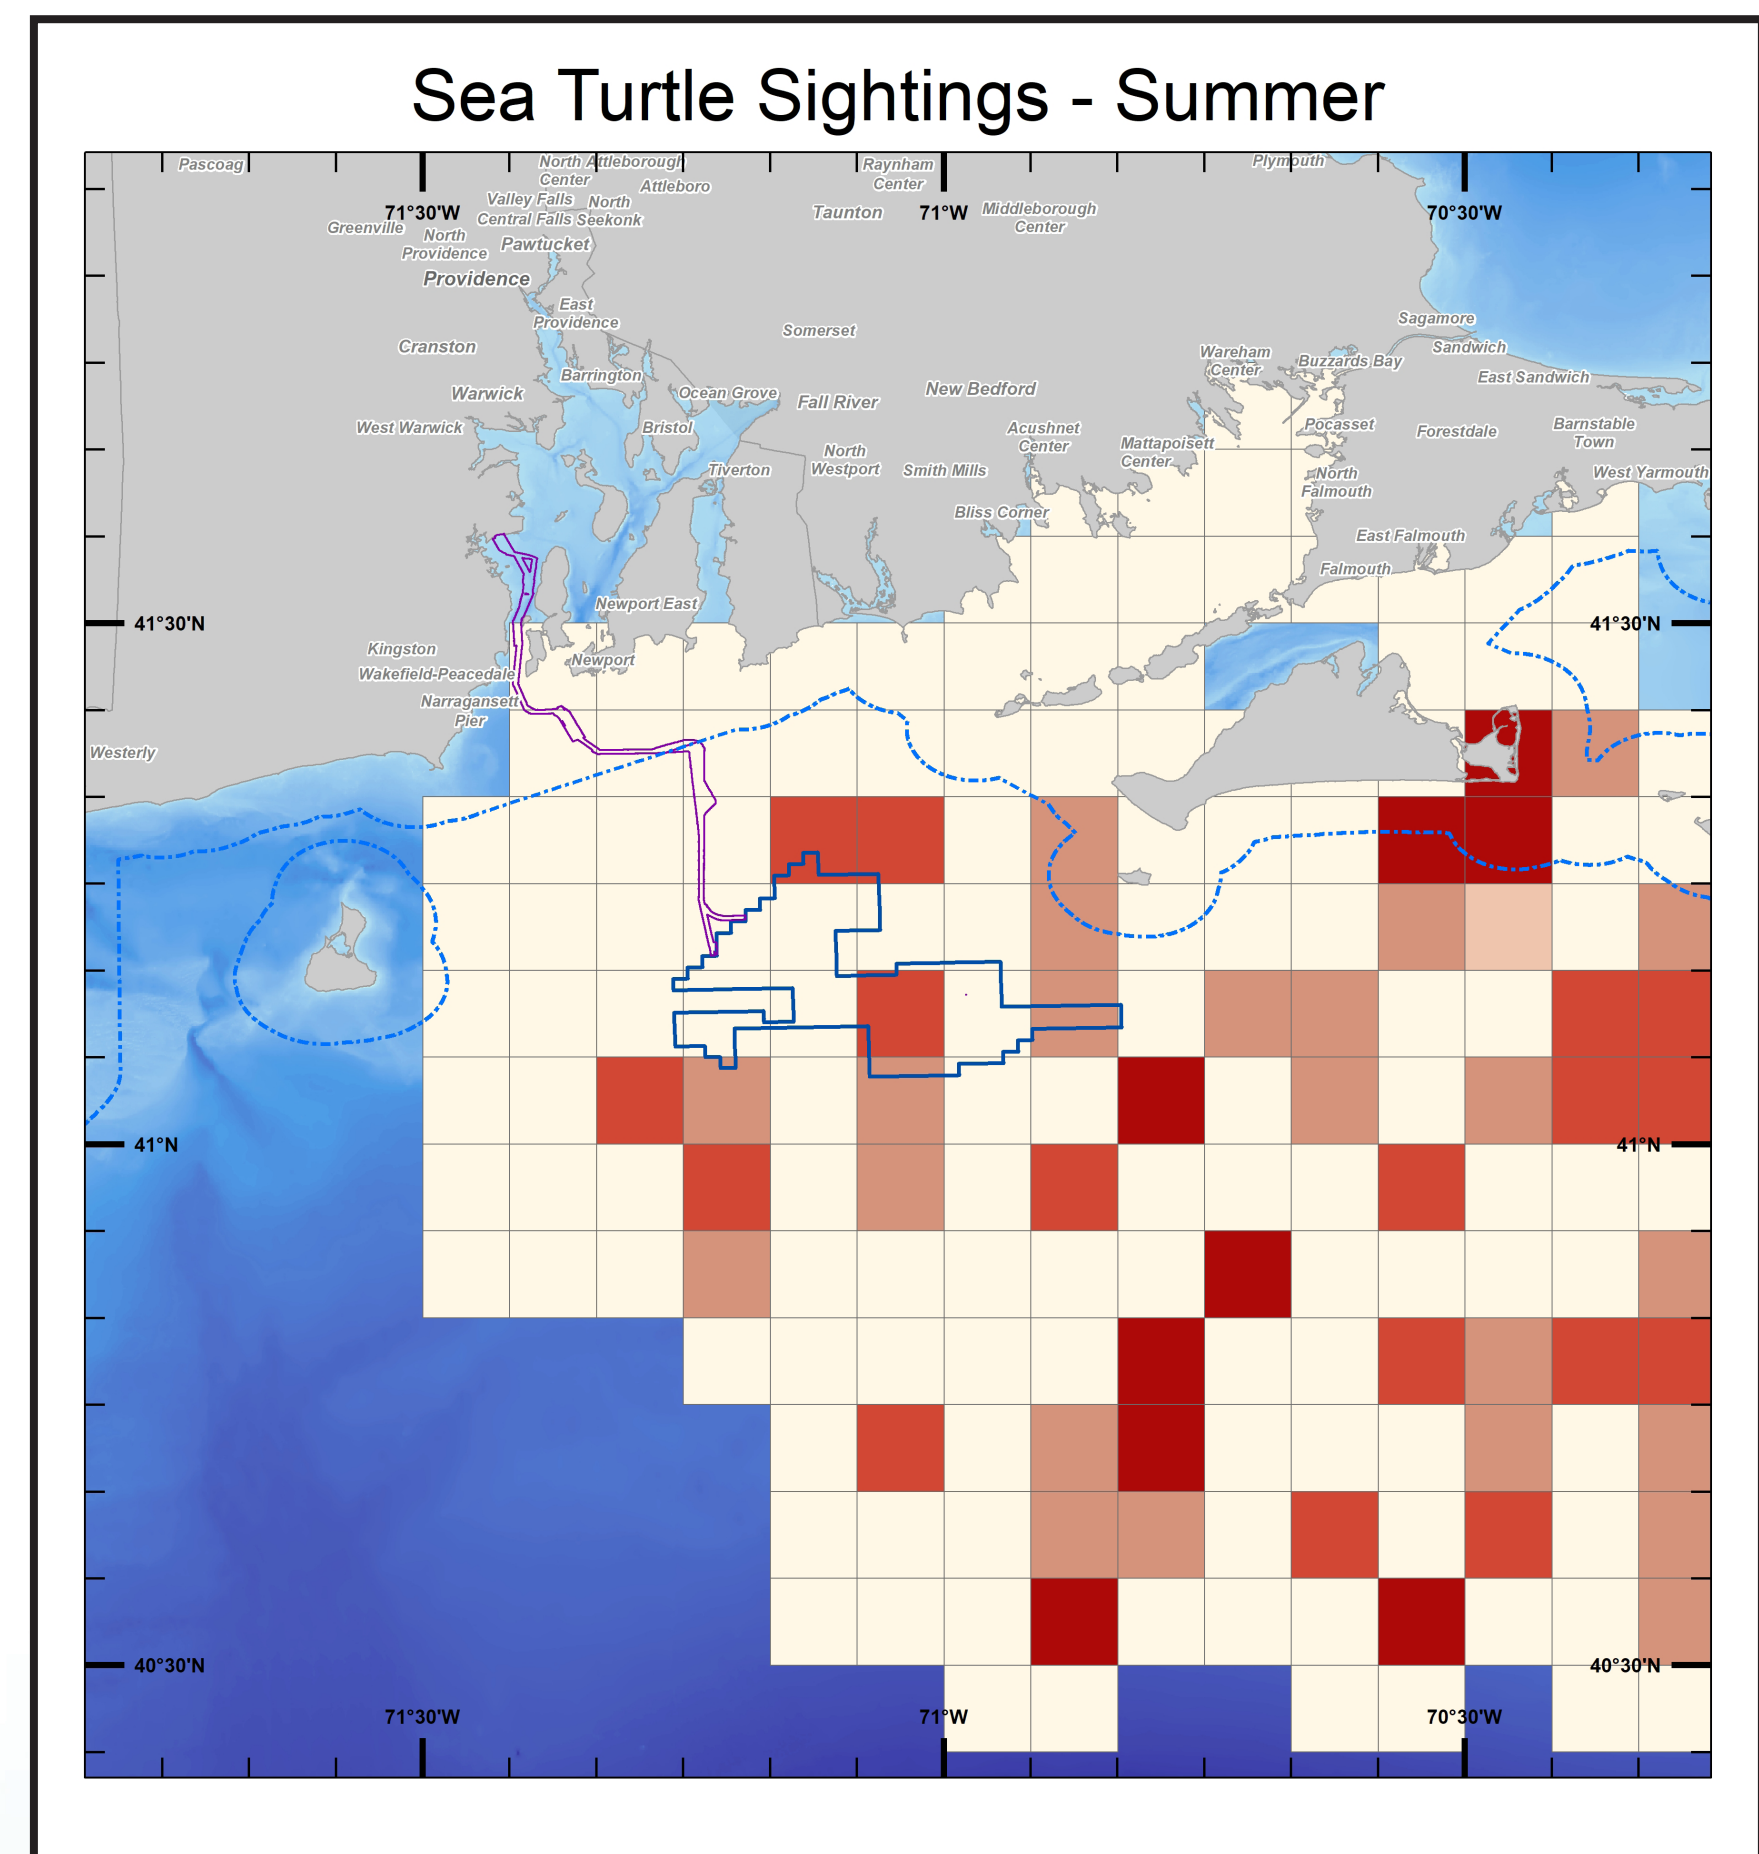 Sea Turtle Sightings - Summer
Pascoag
North Attleborough
Center
Attleboro
Raynham
Center
Plymouth
Valley Falls
North
Central Falls
Seekonk
71°30'W
Taunton
71°W
Middleborough
Center
70°30'W
Greenville
North
Providence
Pawtucket
Providence
East
Providence
Somerset
Sagamore
Cranston
Sandwich
Wareham
Center
Buzzards Bay
East Sandwich
Barrington
Warwick
Ocean Grove
Fall River
New Bedford
West Warwick
Bristol
Acushnet
Center
Mattapoisett
Center
Pocasset
Forestdale
Barnstable
Town
Tiverton
North
Westport
Smith Mills
North
Falmouth
West Yarmouth
Bliss Corner
East Falmouth
Falmouth
Newport East
41°30'N
41°30'N
Kingston
Newport
Wakefield-Peacedale
Narragansett
Pier
Westerly
41°N
41°N
40°30'N
40°30'N
71°30'W
71°W
70°30'W